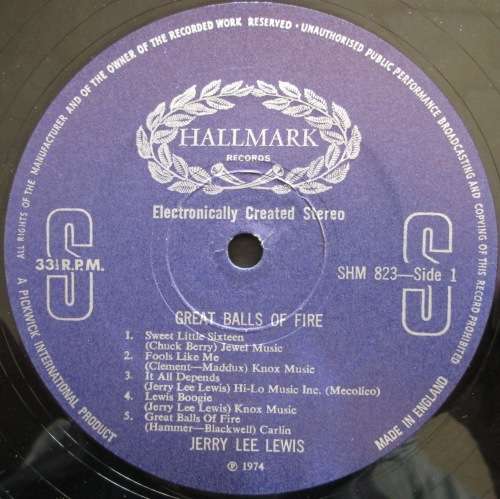 ALL RIGHTS OF THE MANUFACTURER AND OF THE OWNER OF THE RECORDED WORK RESERVED · UNAUTHORISED PUBLIC PERFORMANCE BROADCASTING AND COPYING OF THIS RECORD PROHIBITED
HALLMARK
RECORDS
Electronically Created Stereo
S S
33⅓ R.P.M.
SHM 823—Side 1
GREAT BALLS OF FIRE
1. Sweet Little Sixteen
(Chuck Berry) Jewel Music
2. Fools Like Me
(Clement—Maddux) Knox Music
3. It All Depends
(Jerry Lee Lewis) Hi-Lo Music Inc. (Mecolico)
4. Lewis Boogie
(Jerry Lee Lewis) Knox Music
5. Great Balls Of Fire
(Hammer—Blackwell) Carlin
JERRY LEE LEWIS
℗ 1974
A PICKWICK INTERNATIONAL PRODUCT
MADE IN ENGLAND